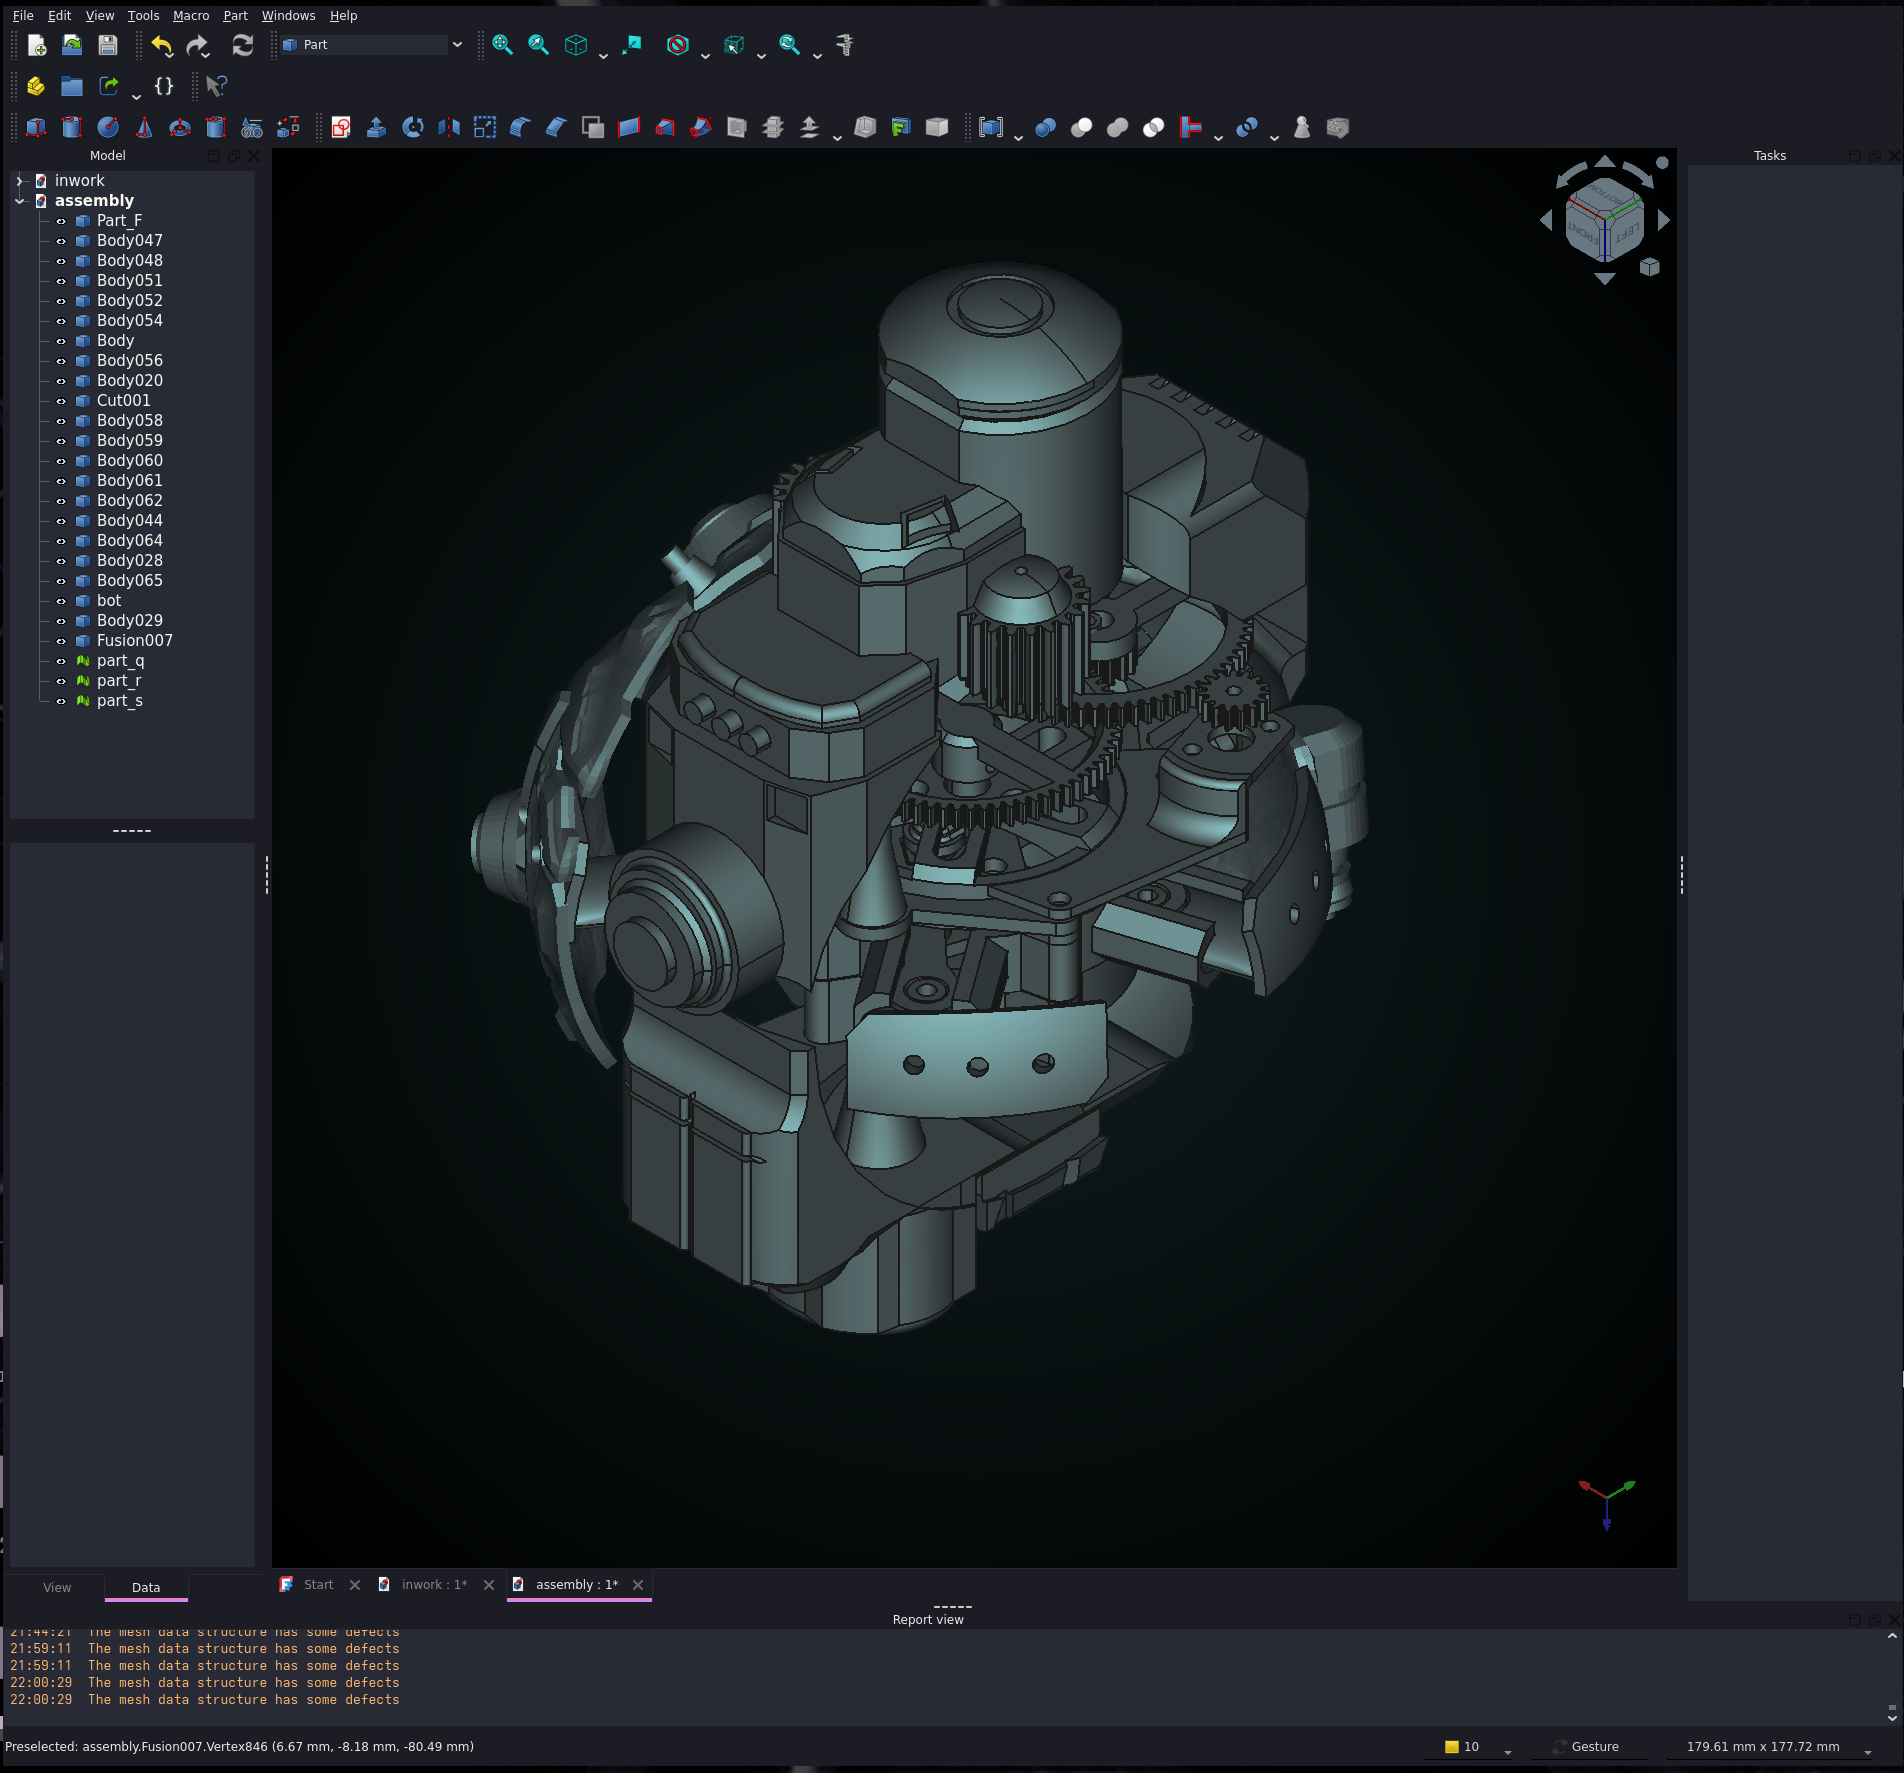 File Edit View Tools Macro Part Windows Help
Part
Model
Tasks
inwork
assembly
Part_F
Body047
Body048
Body051
Body052
Body054
Body
Body056
Body020
Cut001
Body058
Body059
Body060
Body061
Body062
Body044
Body064
Body028
Body065
bot
Body029
Fusion007
part_q
part_r
part_s
BOTTOM
FRONT
LEFT
View
Data
Start
inwork : 1*
assembly : 1*
Report view
21:44:21 The mesh data structure has some defects
21:59:11 The mesh data structure has some defects
21:59:11 The mesh data structure has some defects
22:00:29 The mesh data structure has some defects
22:00:29 The mesh data structure has some defects
Preselected: assembly.Fusion007.Vertex846 (6.67 mm, -8.18 mm, -80.49 mm)
10
Gesture
179.61 mm x 177.72 mm